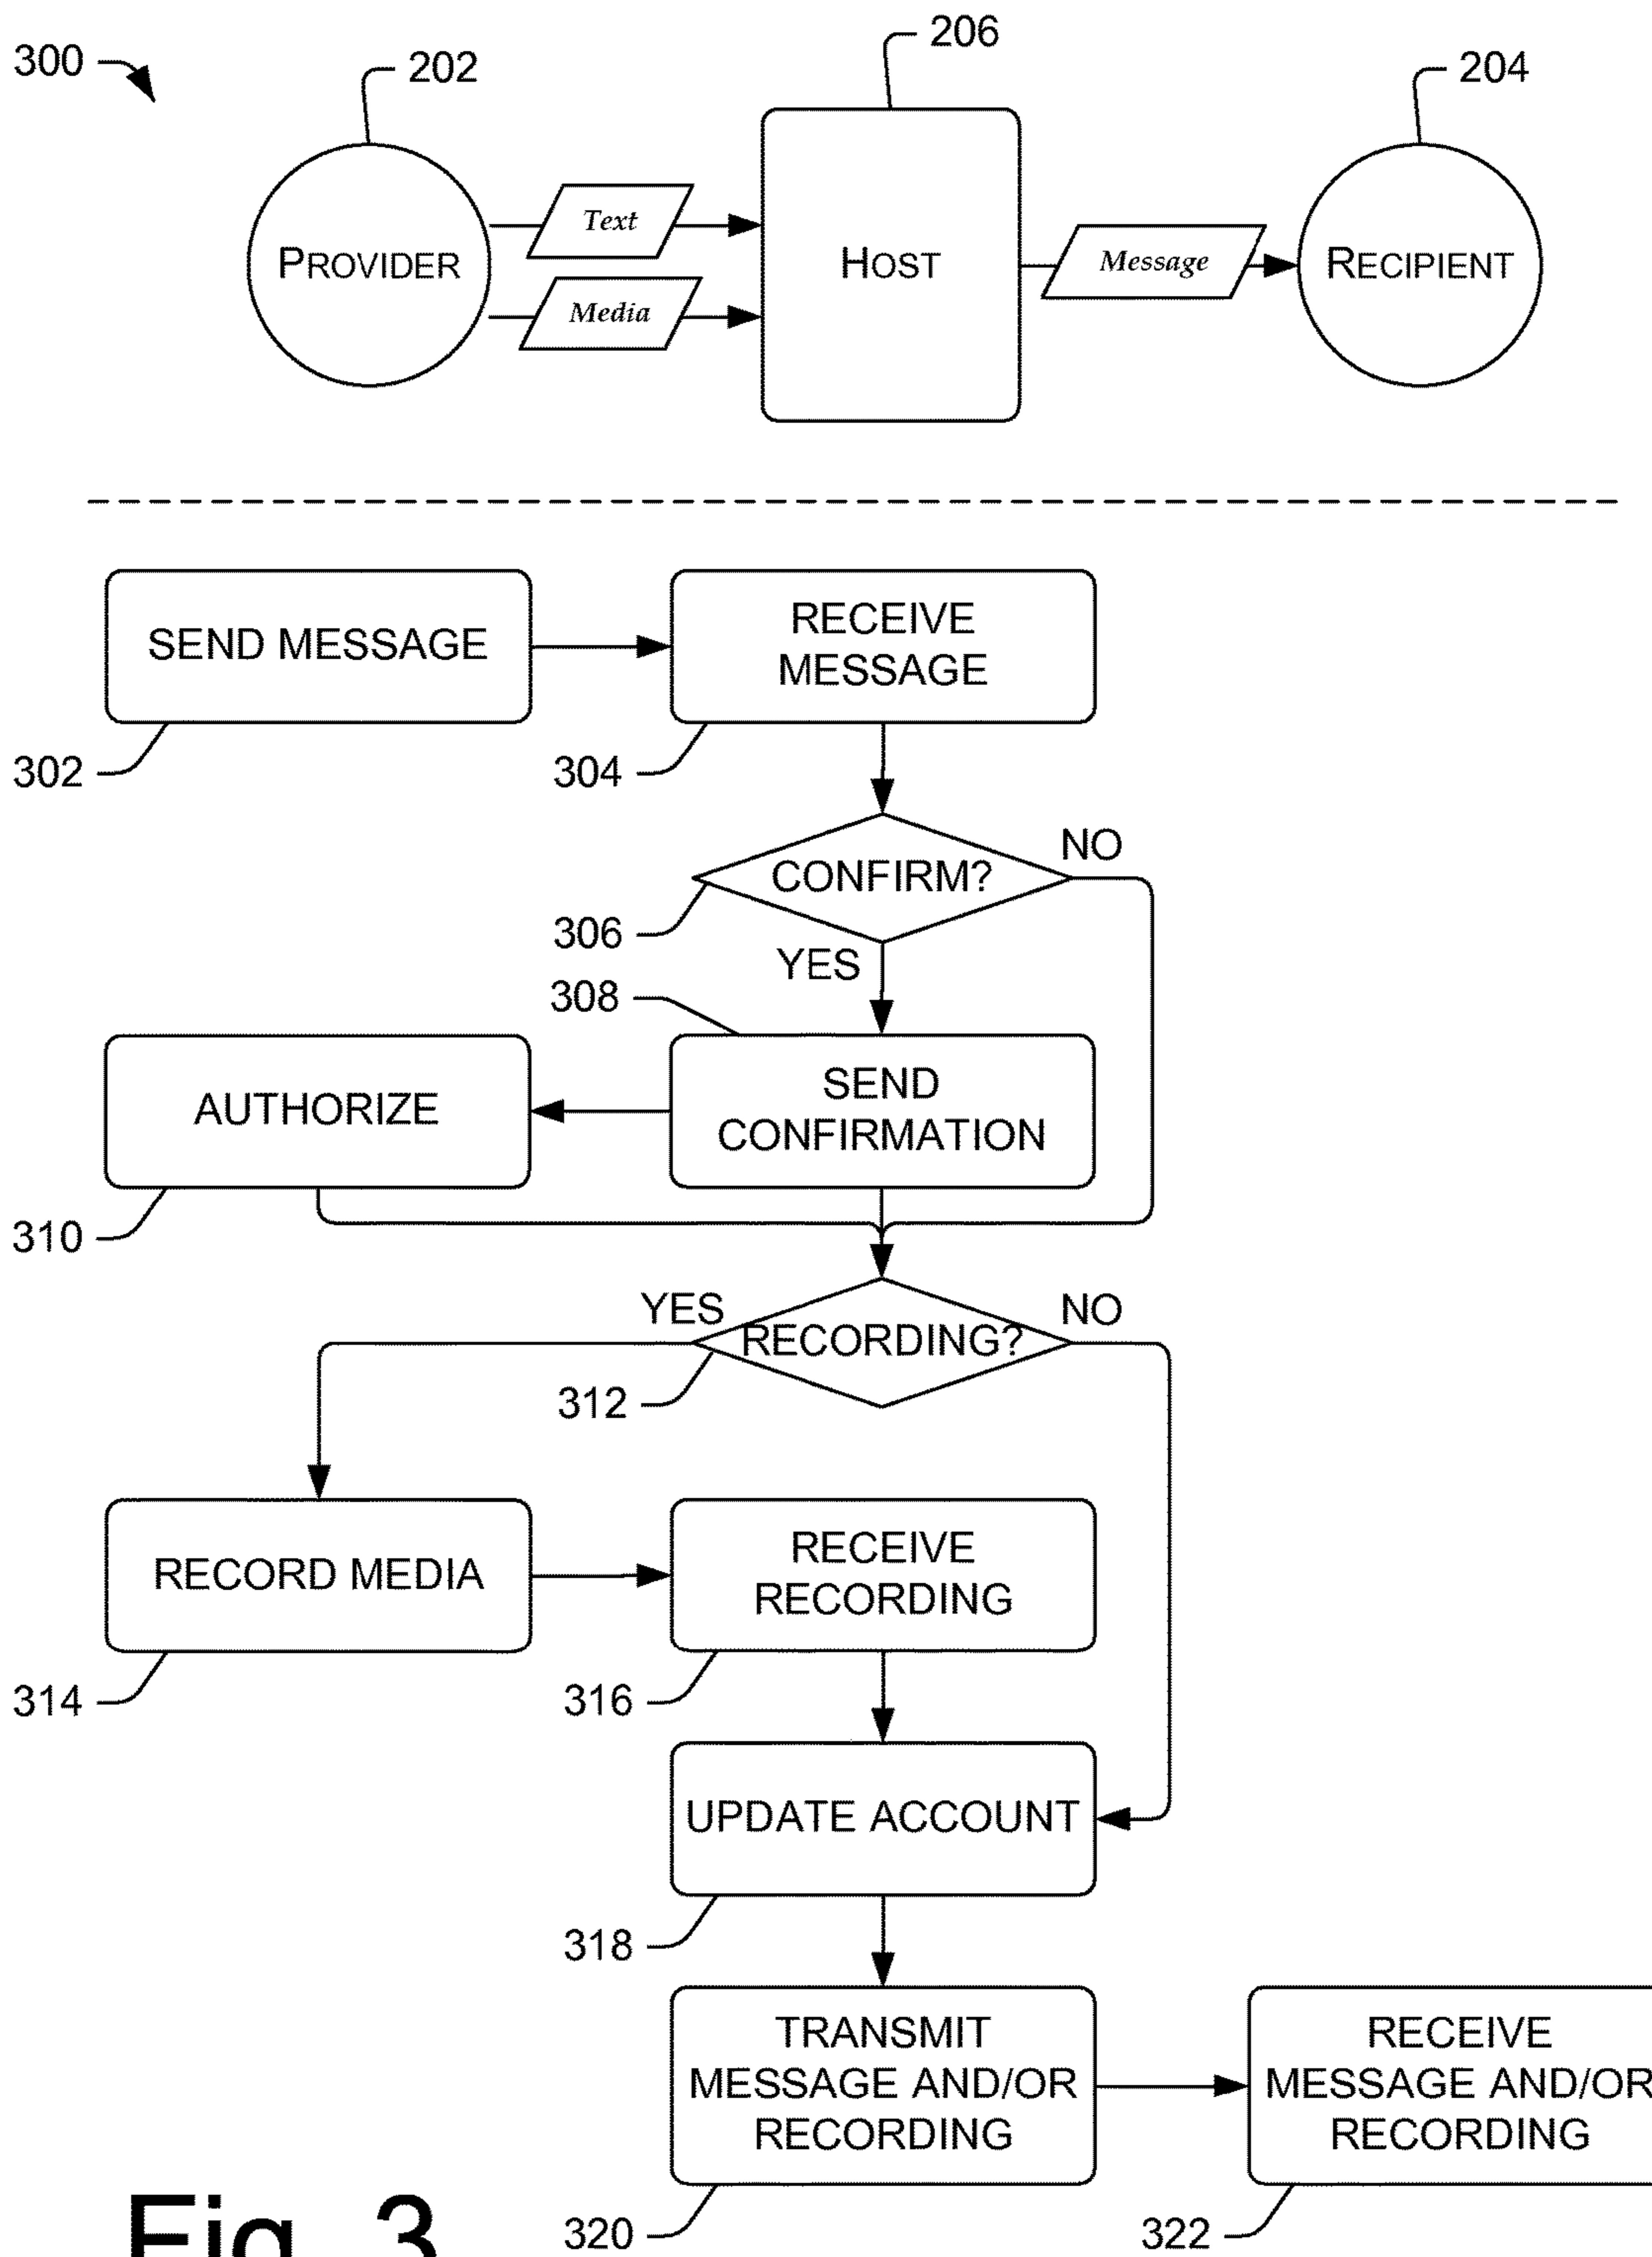 300
202
206
204
PROVIDER
Text
Media
HOST
Message
RECIPIENT
SEND MESSAGE
302
RECEIVE
MESSAGE
304
CONFIRM?
NO
306
YES
308
SEND
CONFIRMATION
AUTHORIZE
310
YES
RECORDING?
NO
312
RECORD MEDIA
314
RECEIVE
RECORDING
316
UPDATE ACCOUNT
318
TRANSMIT
MESSAGE AND/OR
RECORDING
320
RECEIVE
MESSAGE AND/OR
RECORDING
322
Fig. 3